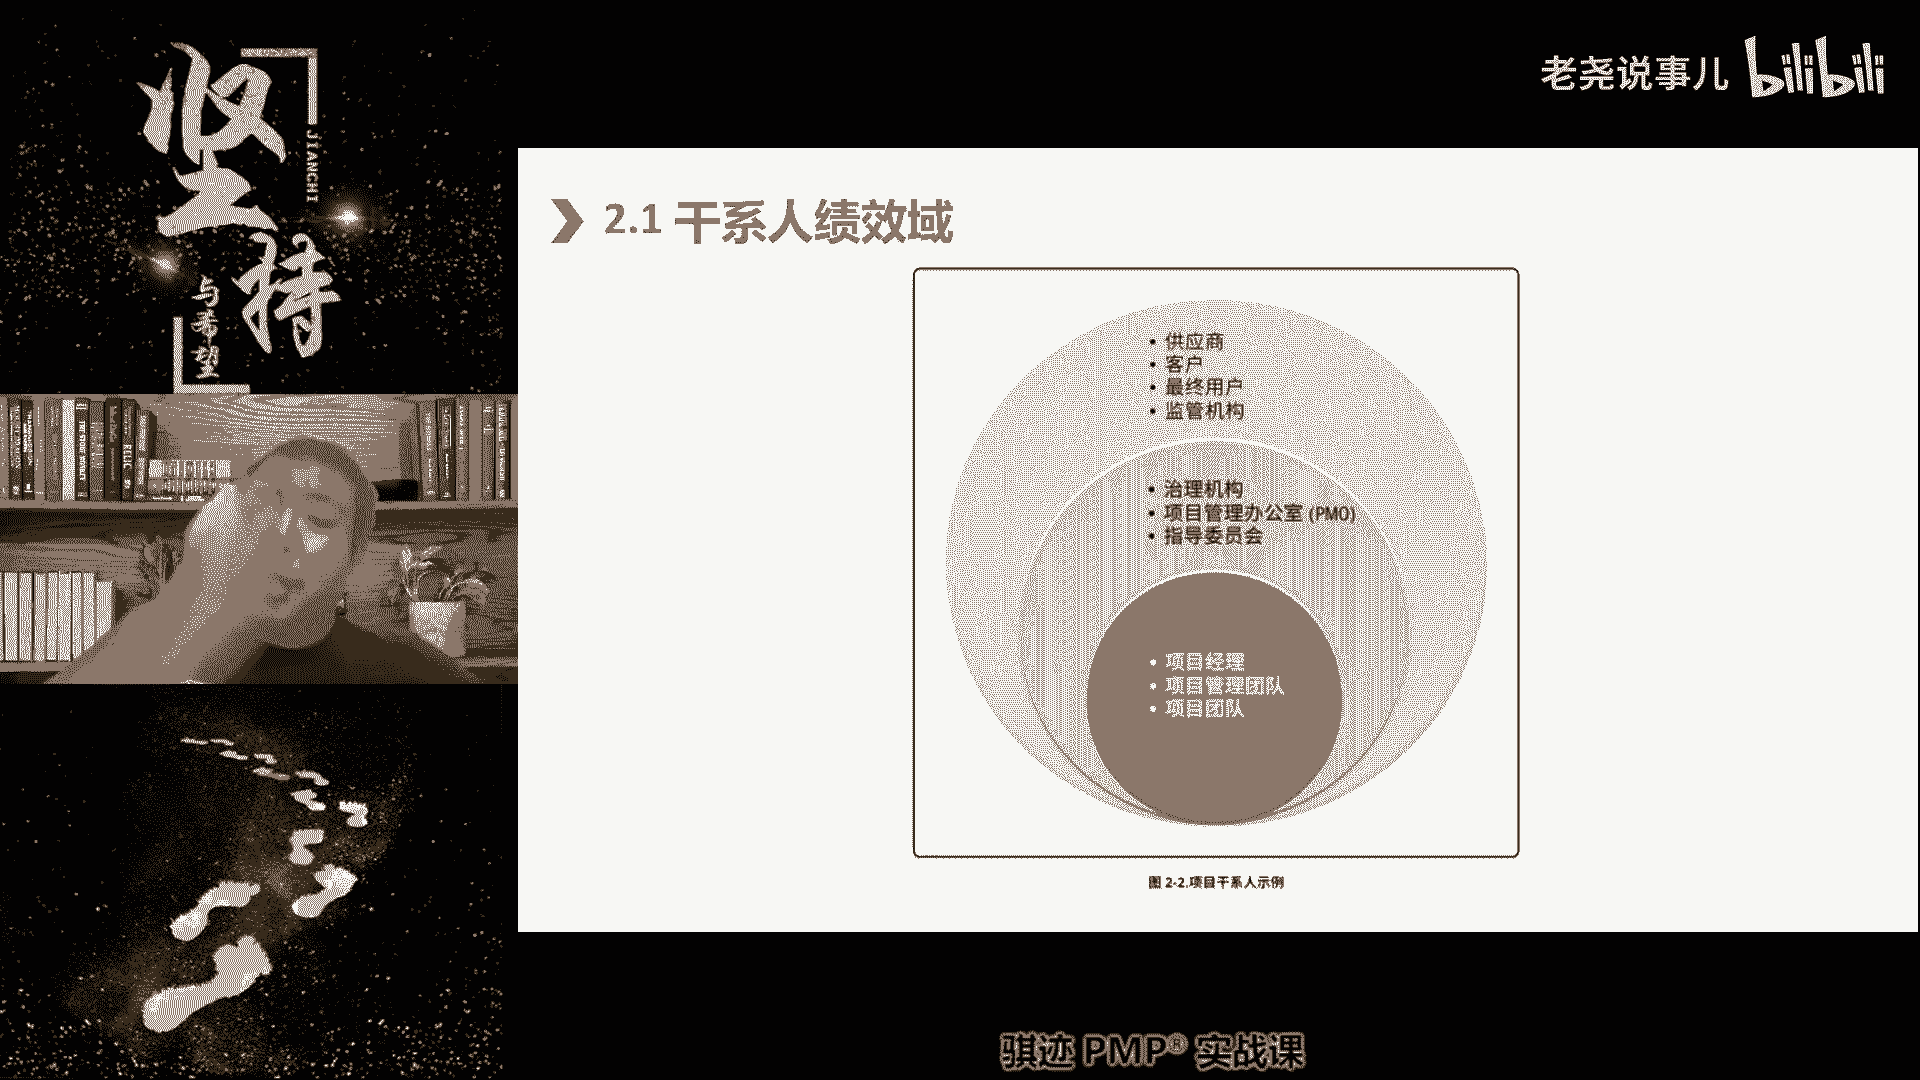 坚持
JIANCHI
与希望
老尧说事儿 bilibili
2.1 干系人绩效域
• 供应商
• 客户
• 最终用户
• 监管机构
• 治理机构
• 项目管理办公室 (PMO)
• 指导委员会
• 项目经理
• 项目管理团队
• 项目团队
图 2-2.项目干系人示例
骐迹 PMP® 实战课